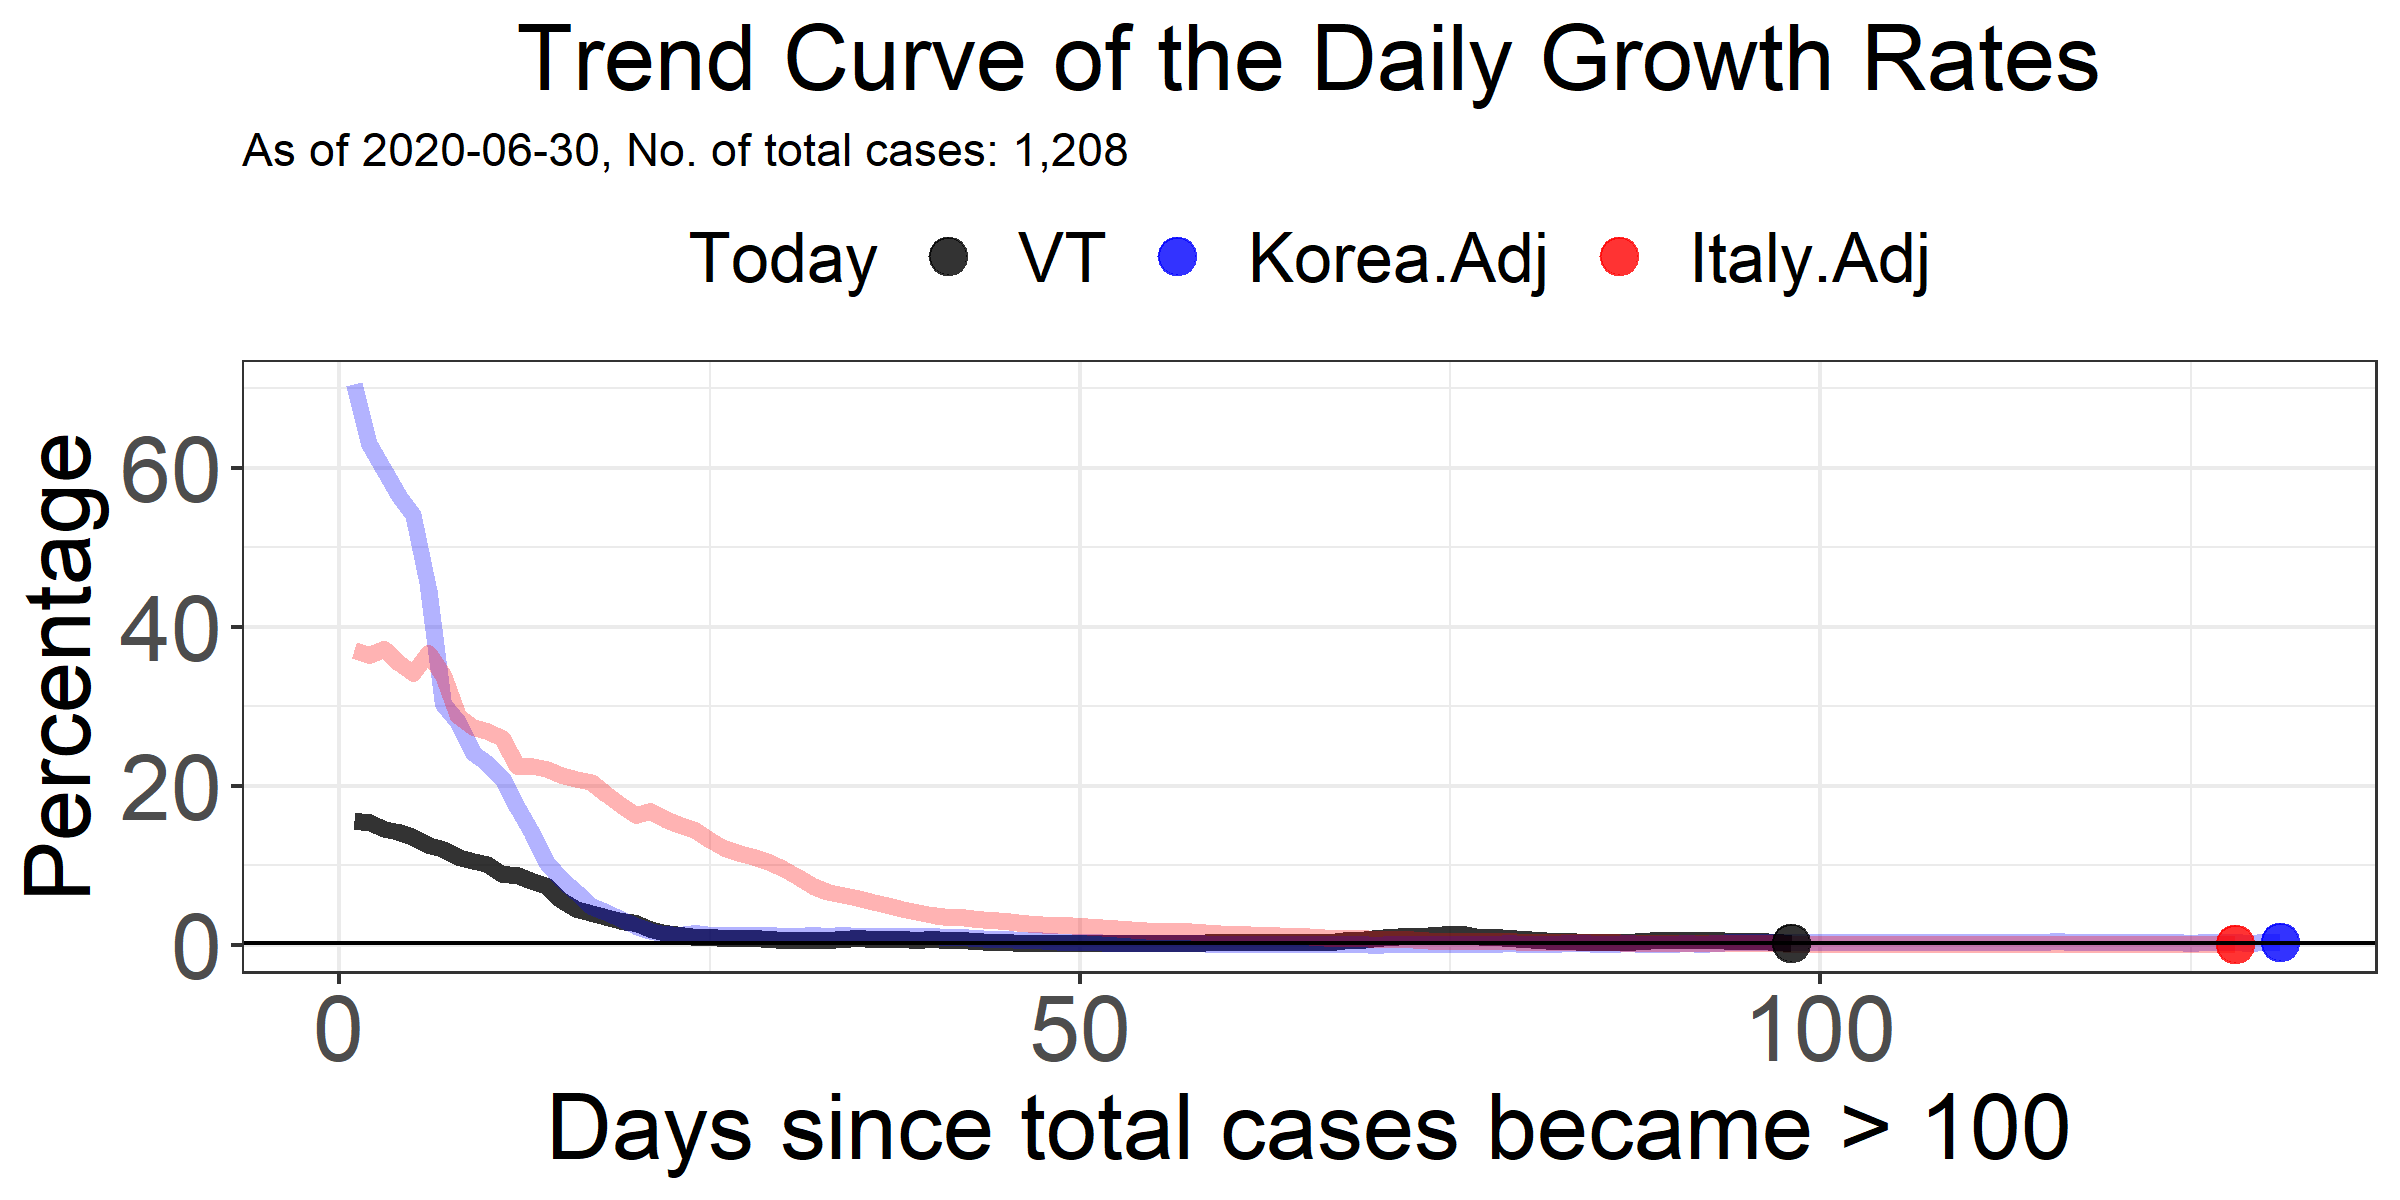 Trend Curve of the Daily Growth Rates
As of 2020-06-30, No. of total cases: 1,208
Today VT Korea.Adj Italy.Adj
Percentage
60
40
20
0
0 50 100
Days since total cases became > 100